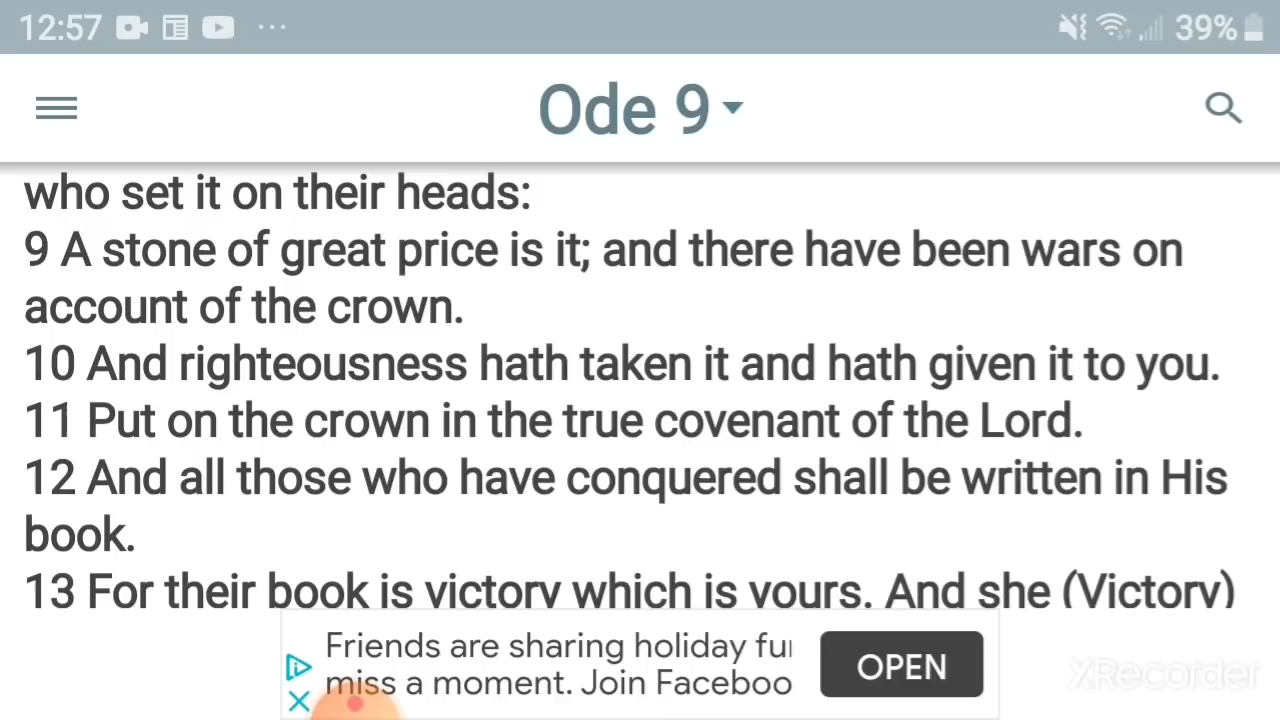 12:57
39%
Ode 9
who set it on their heads:
9 A stone of great price is it; and there have been wars on
account of the crown.
10 And righteousness hath taken it and hath given it to you.
11 Put on the crown in the true covenant of the Lord.
12 And all those who have conquered shall be written in His
book.
13 For their book is victory which is yours. And she (Victory)
Friends are sharing holiday
miss a moment. Join
OPEN
XRecorder